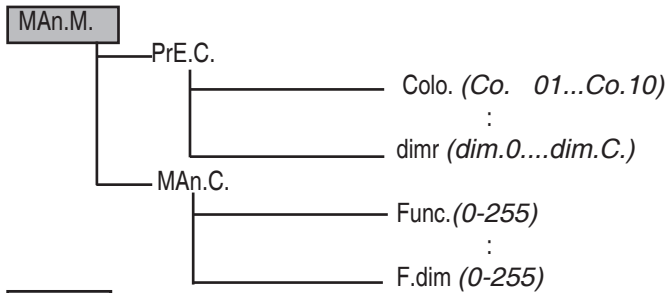 MAn.M.
PrE.C.
Colo. (Co. 01...Co.10)
:
dimr (dim.0....dim.C.)
MAn.C.
Func.(0-255)
:
F.dim (0-255)